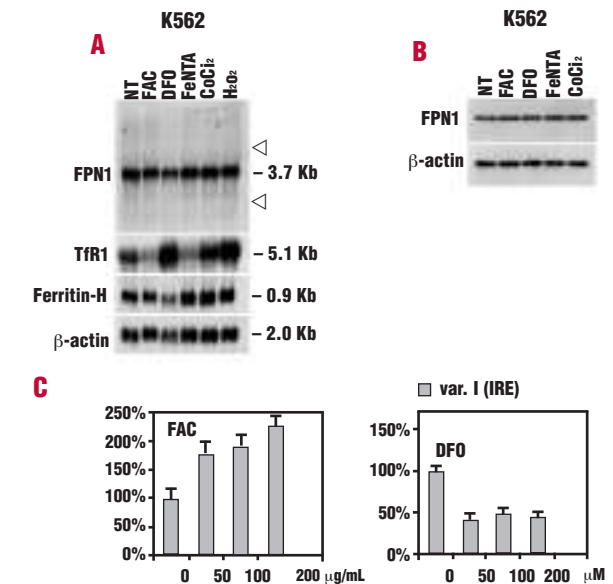 K562
A
NT FAC DFO FeNTA CoCl₂ H₂O₂
FPN1 – 3.7 Kb
TfR1 – 5.1 Kb
Ferritin-H – 0.9 Kb
β-actin – 2.0 Kb
K562
B
NT FAC DFO FeNTA CoCl₂
FPN1
β-actin
C
FAC
250%
200%
150%
100%
50%
0%
0 50 100 200 µg/mL
var. I (IRE)
DFO
150%
100%
50%
0%
0 50 100 200 µM